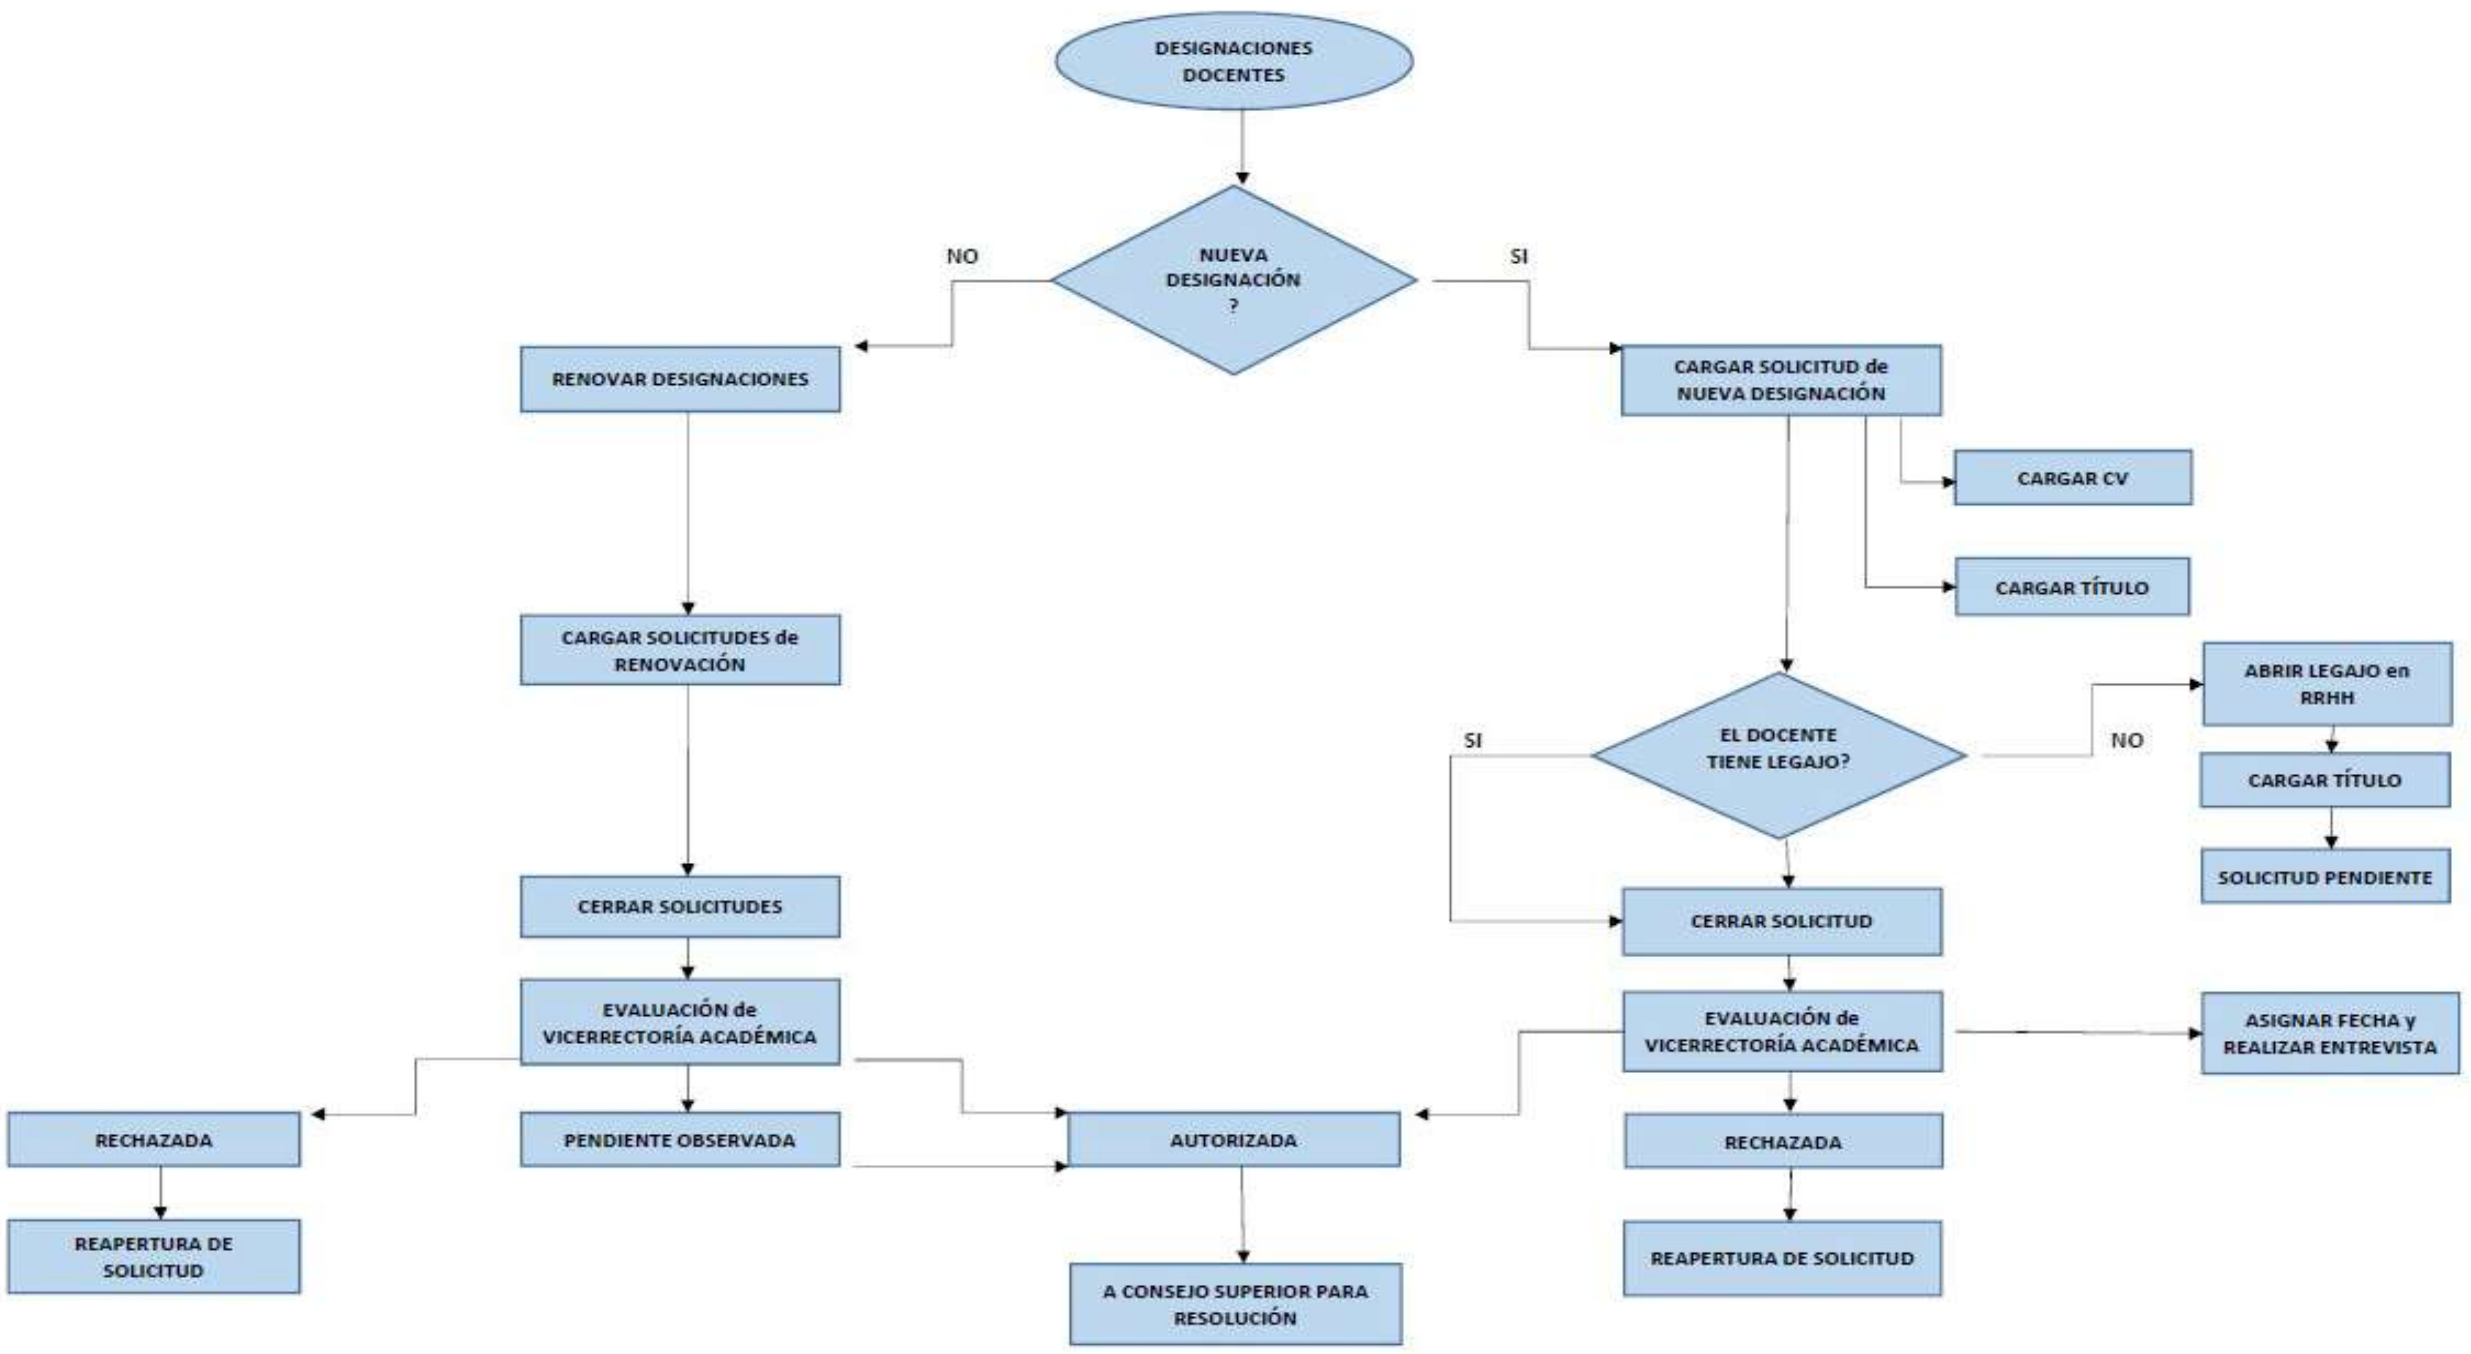 DESIGNACIONES
DOCENTES
NUEVA
DESIGNACIÓN
?
NO
SI
RENOVAR DESIGNACIONES
CARGAR SOLICITUD de
NUEVA DESIGNACIÓN
CARGAR CV
CARGAR TÍTULO
CARGAR SOLICITUDES de
RENOVACIÓN
EL DOCENTE
TIENE LEGAJO?
SI
NO
ABRIR LEGAJO en
RRHH
CARGAR TÍTULO
SOLICITUD PENDIENTE
CERRAR SOLICITUDES
CERRAR SOLICITUD
EVALUACIÓN de
VICERRECTORÍA ACADÉMICA
EVALUACIÓN de
VICERRECTORÍA ACADÉMICA
ASIGNAR FECHA y
REALIZAR ENTREVISTA
RECHAZADA
PENDIENTE OBSERVADA
AUTORIZADA
RECHAZADA
REAPERTURA DE
SOLICITUD
A CONSEJO SUPERIOR PARA
RESOLUCIÓN
REAPERTURA DE SOLICITUD